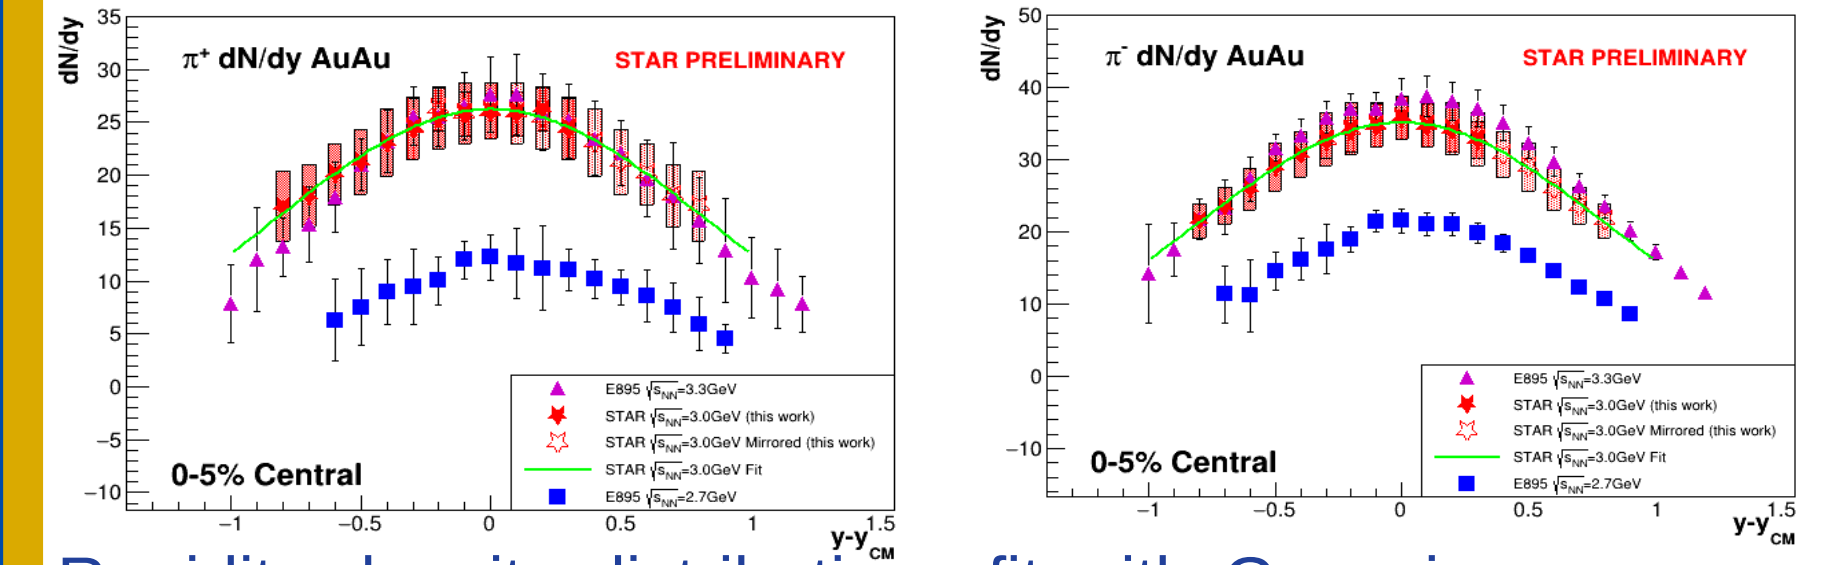 dN/dy
π⁺ dN/dy AuAu
STAR PRELIMINARY
35
30
25
20
15
10
5
0
−5
−10
0-5% Central
E895 √sNN=3.3GeV
STAR √sNN=3.0GeV (this work)
STAR √sNN=3.0GeV Mirrored (this work)
STAR √sNN=3.0GeV Fit
E895 √sNN=2.7GeV
−1 −0.5 0 0.5 1 1.5
y-yCM
dN/dy
π⁻ dN/dy AuAu
STAR PRELIMINARY
50
40
30
20
10
0
−10
0-5% Central
E895 √sNN=3.3GeV
STAR √sNN=3.0GeV (this work)
STAR √sNN=3.0GeV Mirrored (this work)
STAR √sNN=3.0GeV Fit
E895 √sNN=2.7GeV
−1 −0.5 0 0.5 1 1.5
y-yCM